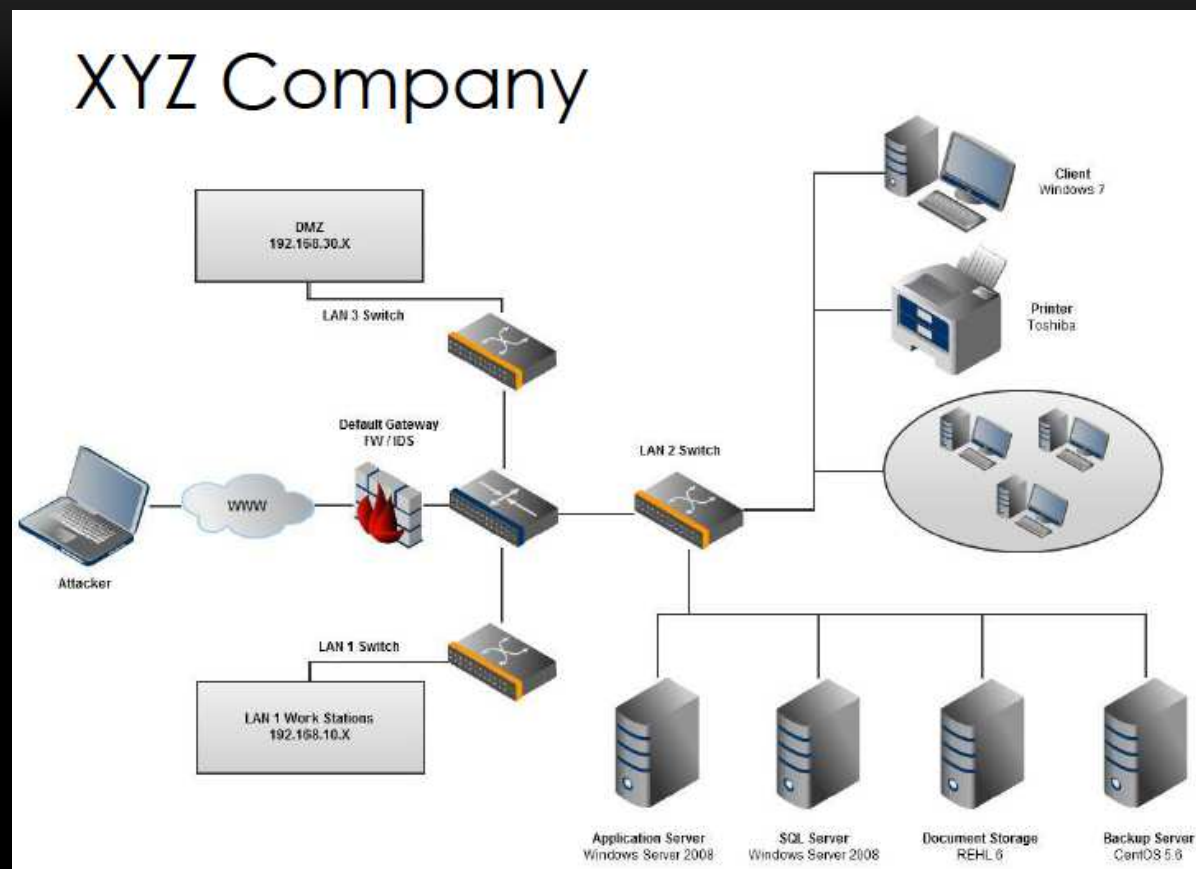 XYZ Company
DMZ
192.168.30.X
LAN 3 Switch
Client
Windows 7
Printer
Toshiba
Default Gateway
FW / IDS
LAN 2 Switch
WWW
Attacker
LAN 1 Switch
LAN 1 Work Stations
192.168.10.X
Application Server
Windows Server 2008
SQL Server
Windows Server 2008
Document Storage
REHL 6
Backup Server
CentOS 5.6